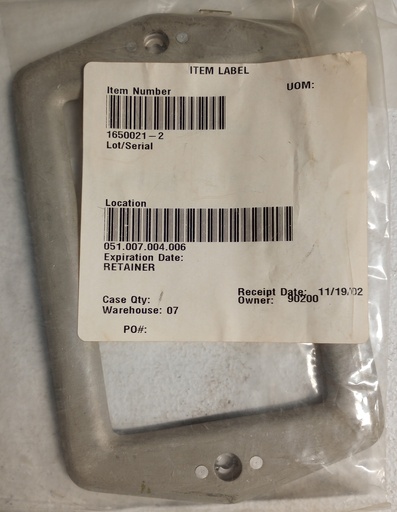 ITEM LABEL
Item Number UOM:
1650021-2
Lot/Serial
Location
051.007.004.006
Expiration Date:
RETAINER
Receipt Date: 11/19/02
Case Qty: Owner: 90200
Warehouse: 07
PO#: